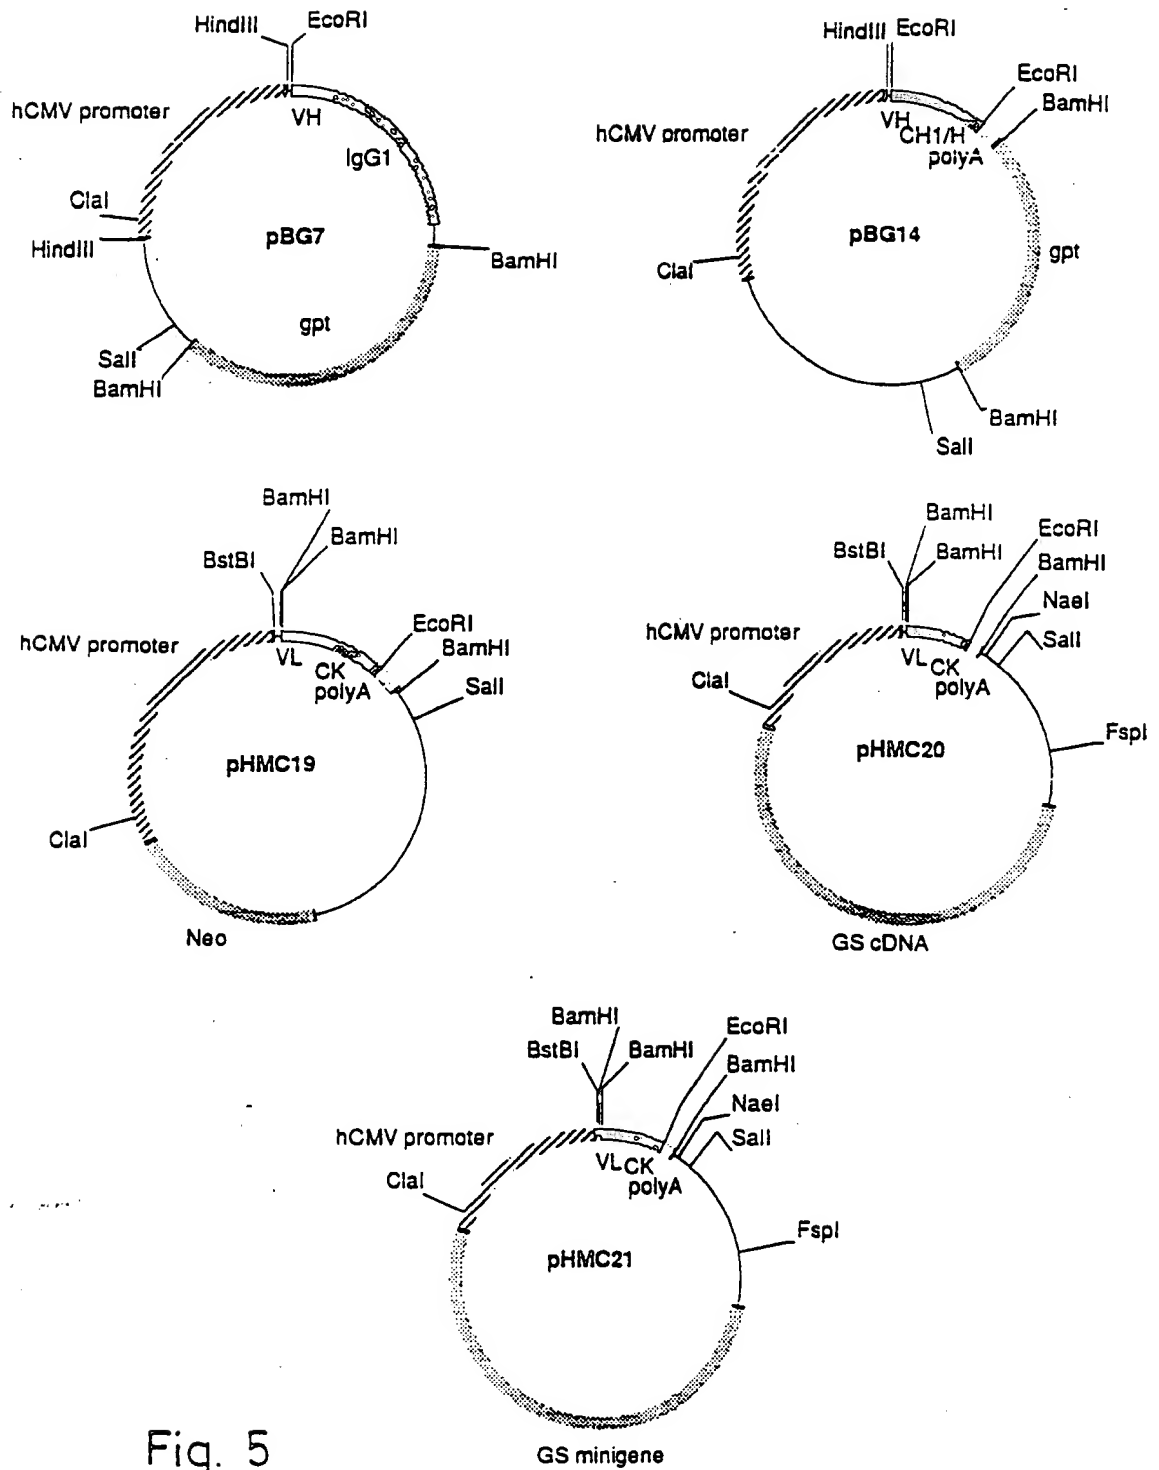 HindIII
EcoRI
hCMV promoter
VH
IgG1
ClaI
HindIII
pBG7
BamHI
gpt
SalI
BamHI
HindIII
EcoRI
EcoRI
BamHI
hCMV promoter
VH
CH1/H
polyA
pBG14
gpt
ClaI
BamHI
SalI
BamHI
BamHI
BstBI
hCMV promoter
EcoRI
BamHI
VL
CK
polyA
SalI
pHMC19
ClaI
Neo
BamHI
BstBI
BamHI
EcoRI
BamHI
NaeI
hCMV promoter
SalI
VL
CK
polyA
ClaI
FspI
pHMC20
GS cDNA
BamHI
BstBI
BamHI
EcoRI
BamHI
NaeI
hCMV promoter
SalI
VL
CK
polyA
ClaI
FspI
pHMC21
GS minigene
Fig. 5